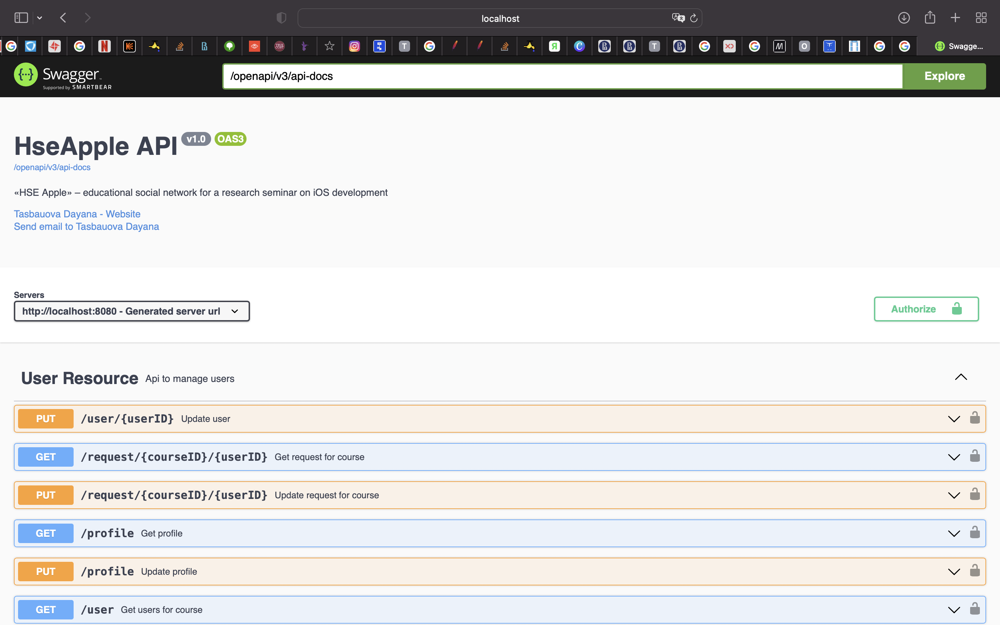 localhost
Swagge...
Swagger
Supported by SMARTBEAR
/openapi/v3/api-docs
Explore
HseApple API v1.0 OAS3
/openapi/v3/api-docs
«HSE Apple» – educational social network for a research seminar on iOS development
Tasbauova Dayana - Website
Send email to Tasbauova Dayana
Servers
http://localhost:8080 - Generated server url
Authorize
User Resource Api to manage users
PUT /user/{userID} Update user
GET /request/{courseID}/{userID} Get request for course
PUT /request/{courseID}/{userID} Update request for course
GET /profile Get profile
PUT /profile Update profile
GET /user Get users for course